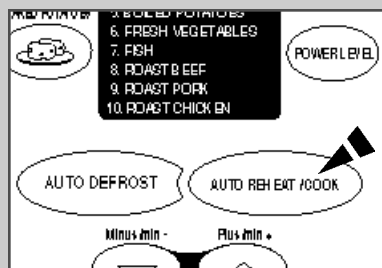 5. BOILED POTATOES
6. FRESH VEGETABLES
7. FISH
8. ROAST BEEF
9. ROAST PORK
10. ROAST CHICKEN
POWER LEVEL
AUTO DEFROST
AUTO REHEAT /COOK
Minus /min -
Plus /min +